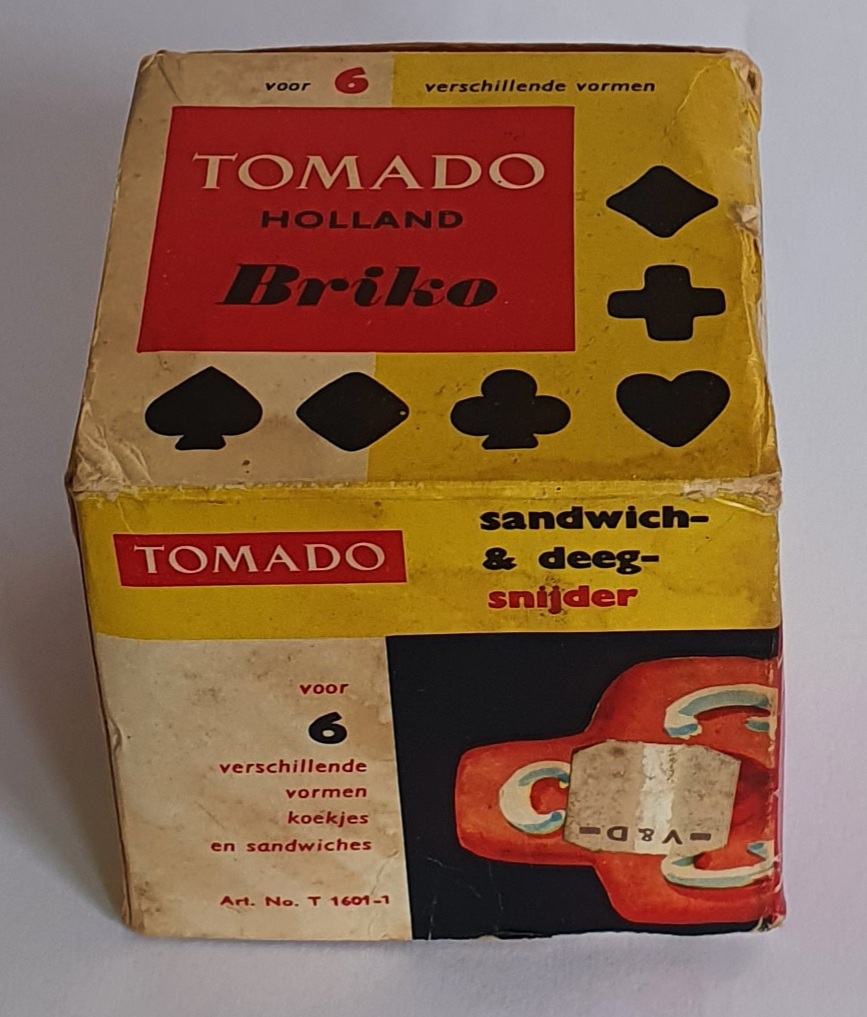 voor 6 verschillende vormen
TOMADO
HOLLAND
Briko
TOMADO
sandwich-
& deeg-
snijder
voor
6
verschillende
vormen
koekjes
en sandwiches
Art. No. T 1601-1
-V&D-